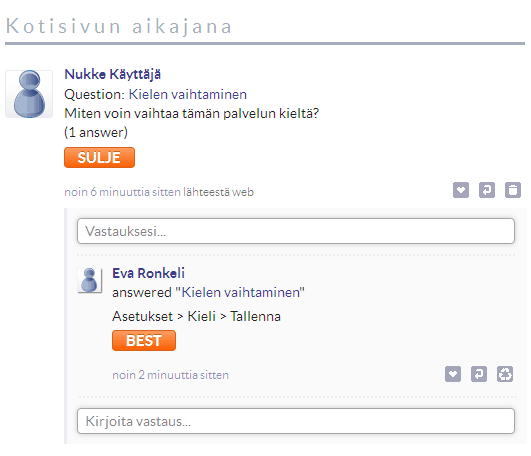 Kotisivun aikajana
Nukke Käyttäjä
Question: Kielen vaihtaminen
Miten voin vaihtaa tämän palvelun kieltä?
(1 answer)
SULJE
noin 6 minuuttia sitten lähteestä web
Vastauksesi...
Eva Ronkeli
answered "Kielen vaihtaminen"
Asetukset > Kieli > Tallenna
BEST
noin 2 minuuttia sitten
Kirjoita vastaus...